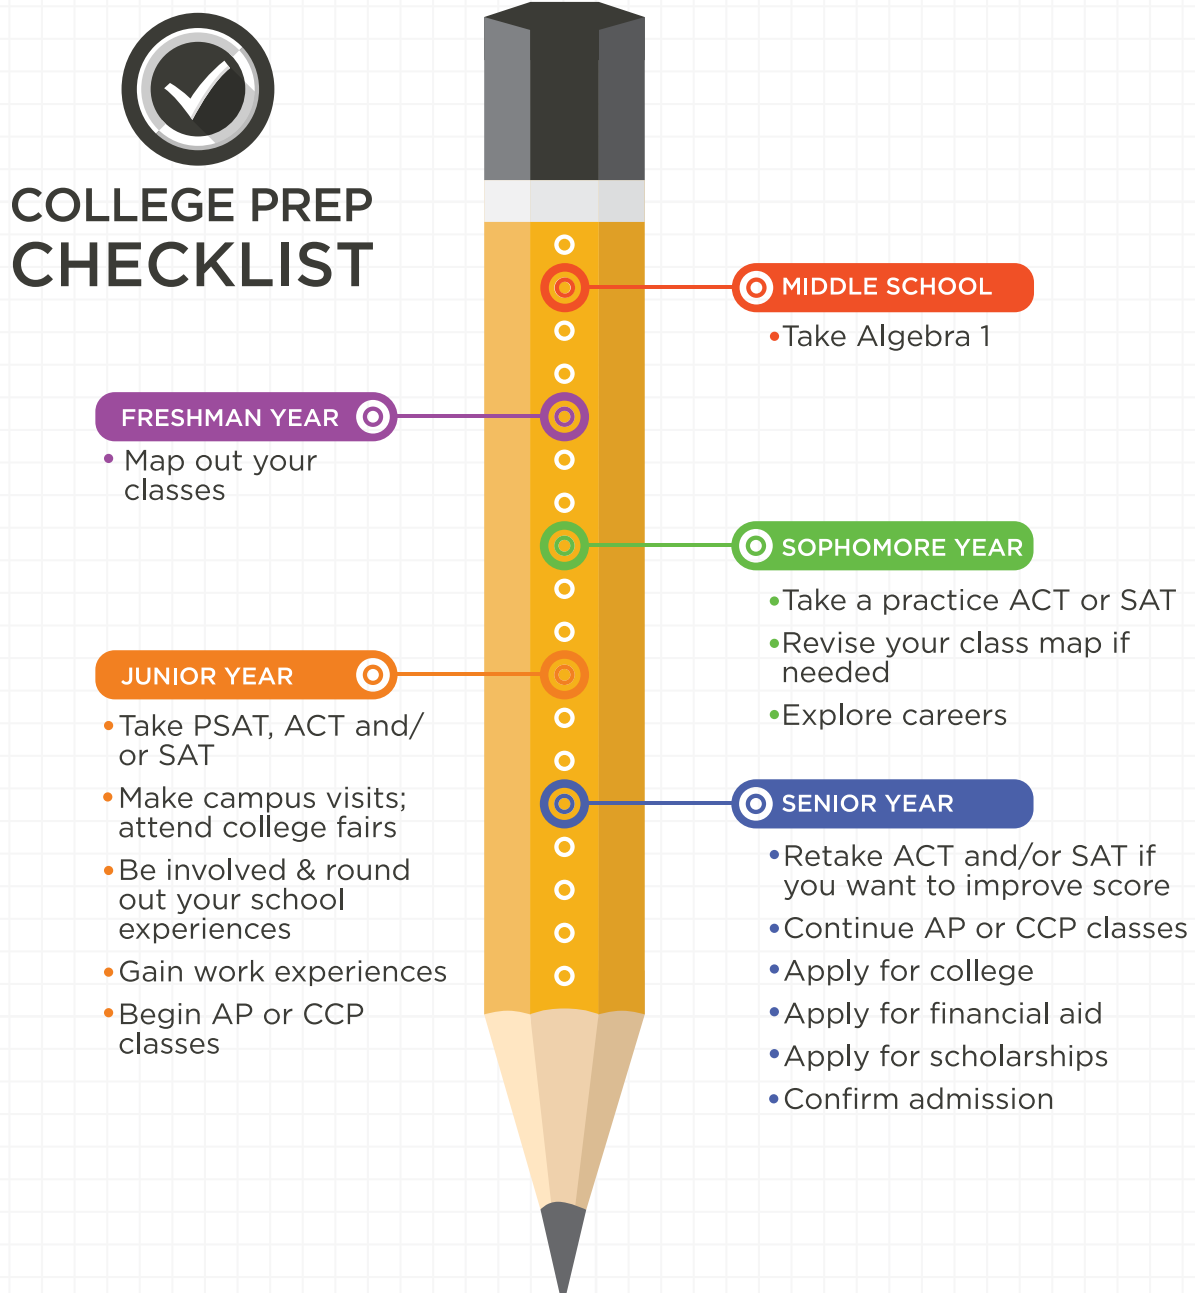 COLLEGE PREP
CHECKLIST
MIDDLE SCHOOL
•Take Algebra 1
FRESHMAN YEAR
• Map out your
classes
SOPHOMORE YEAR
•Take a practice ACT or SAT
•Revise your class map if
needed
•Explore careers
JUNIOR YEAR
•Take PSAT, ACT and/
or SAT
•Make campus visits;
attend college fairs
•Be involved & round
out your school
experiences
•Gain work experiences
•Begin AP or CCP
classes
SENIOR YEAR
•Retake ACT and/or SAT if
you want to improve score
•Continue AP or CCP classes
•Apply for college
•Apply for financial aid
•Apply for scholarships
•Confirm admission